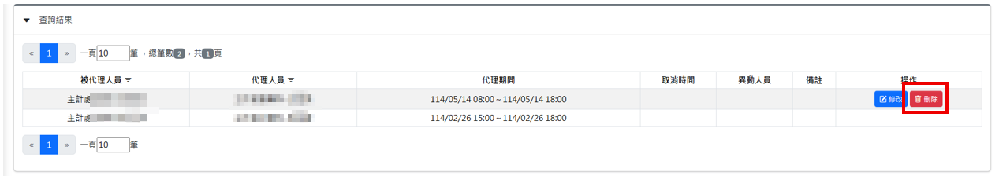 查詢結果
« 1 » 一頁 10 筆，總筆數 2 ，共 1 頁
被代理人員 代理人員 代理期間 取消時間 異動人員 備註 操作
主計處 114/05/14 08:00 ~ 114/05/14 18:00 修改 刪除
主計處 114/02/26 15:00 ~ 114/02/26 18:00
« 1 » 一頁 10 筆